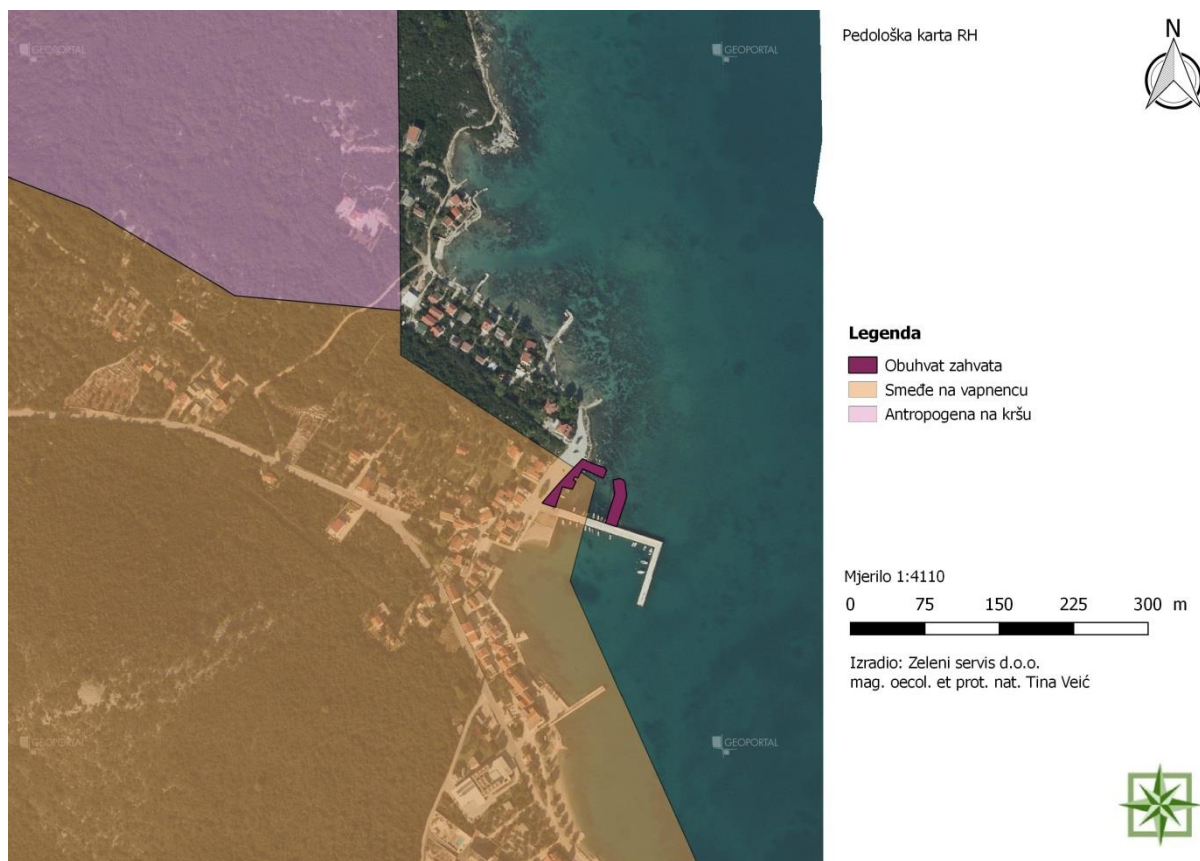 GEOPORTAL
GEOPORTAL
GEOPORTAL
GEOPORTAL
Pedološka karta RH
N
Legenda
Obuhvat zahvata
Smeđe na vapnencu
Antropogena na kršu
Mjerilo 1:4110
0 75 150 225 300 m
Izradio: Zeleni servis d.o.o.
mag. oecol. et prot. nat. Tina Veić